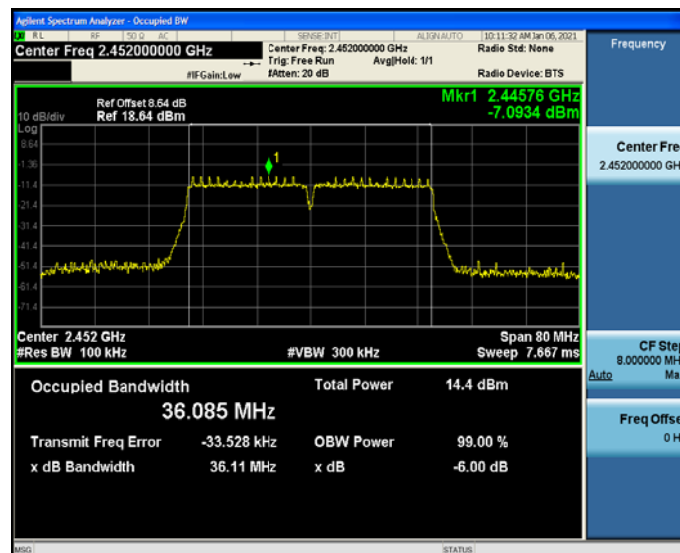 Agilent Spectrum Analyzer - Occupied BW
RL RF 50 Ω AC SENSE:INT ALIGN AUTO 10:11:32 AM Jan 06, 2021
Center Freq 2.452000000 GHz
Center Freq: 2.452000000 GHz
Radio Std: None
Trig: Free Run Avg|Hold: 1/1
#IFGain:Low #Atten: 20 dB Radio Device: BTS
Frequency
Ref Offset 8.64 dB
Mkr1 2.44576 GHz
10 dB/div Ref 18.64 dBm -7.0934 dBm
Log
8.64
-1.36
-11.4
-21.4
-31.4
-41.4
-51.4
-61.4
-71.4
1
Center Fre
2.452000000 GH
Center 2.452 GHz Span 80 MHz
#Res BW 100 kHz #VBW 300 kHz Sweep 7.667 ms
CF Step
8.000000 MH
Auto Ma
Occupied Bandwidth Total Power 14.4 dBm
36.085 MHz
Freq Offse
0 H
Transmit Freq Error -33.528 kHz OBW Power 99.00 %
x dB Bandwidth 36.11 MHz x dB -6.00 dB
MSG STATUS